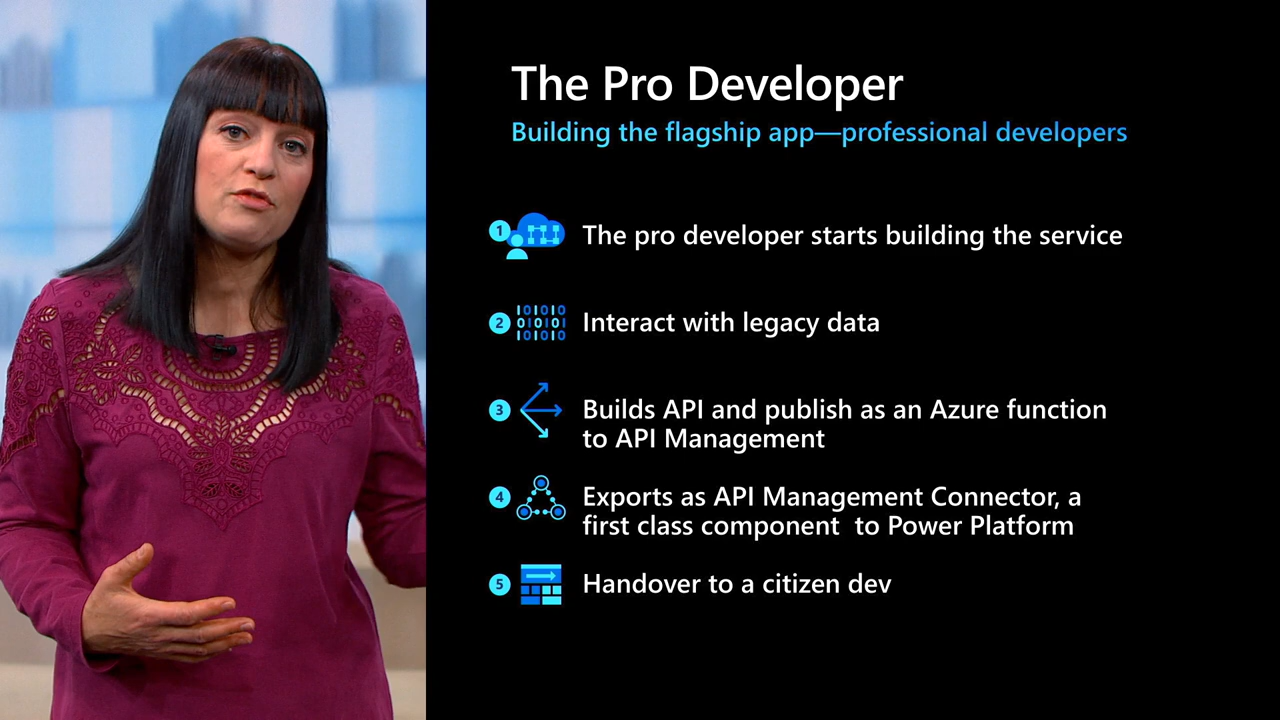 The Pro Developer
Building the flagship app—professional developers
1
The pro developer starts building the service
2
Interact with legacy data
3
Builds API and publish as an Azure function
to API Management
4
Exports as API Management Connector, a
first class component  to Power Platform
5
Handover to a citizen dev